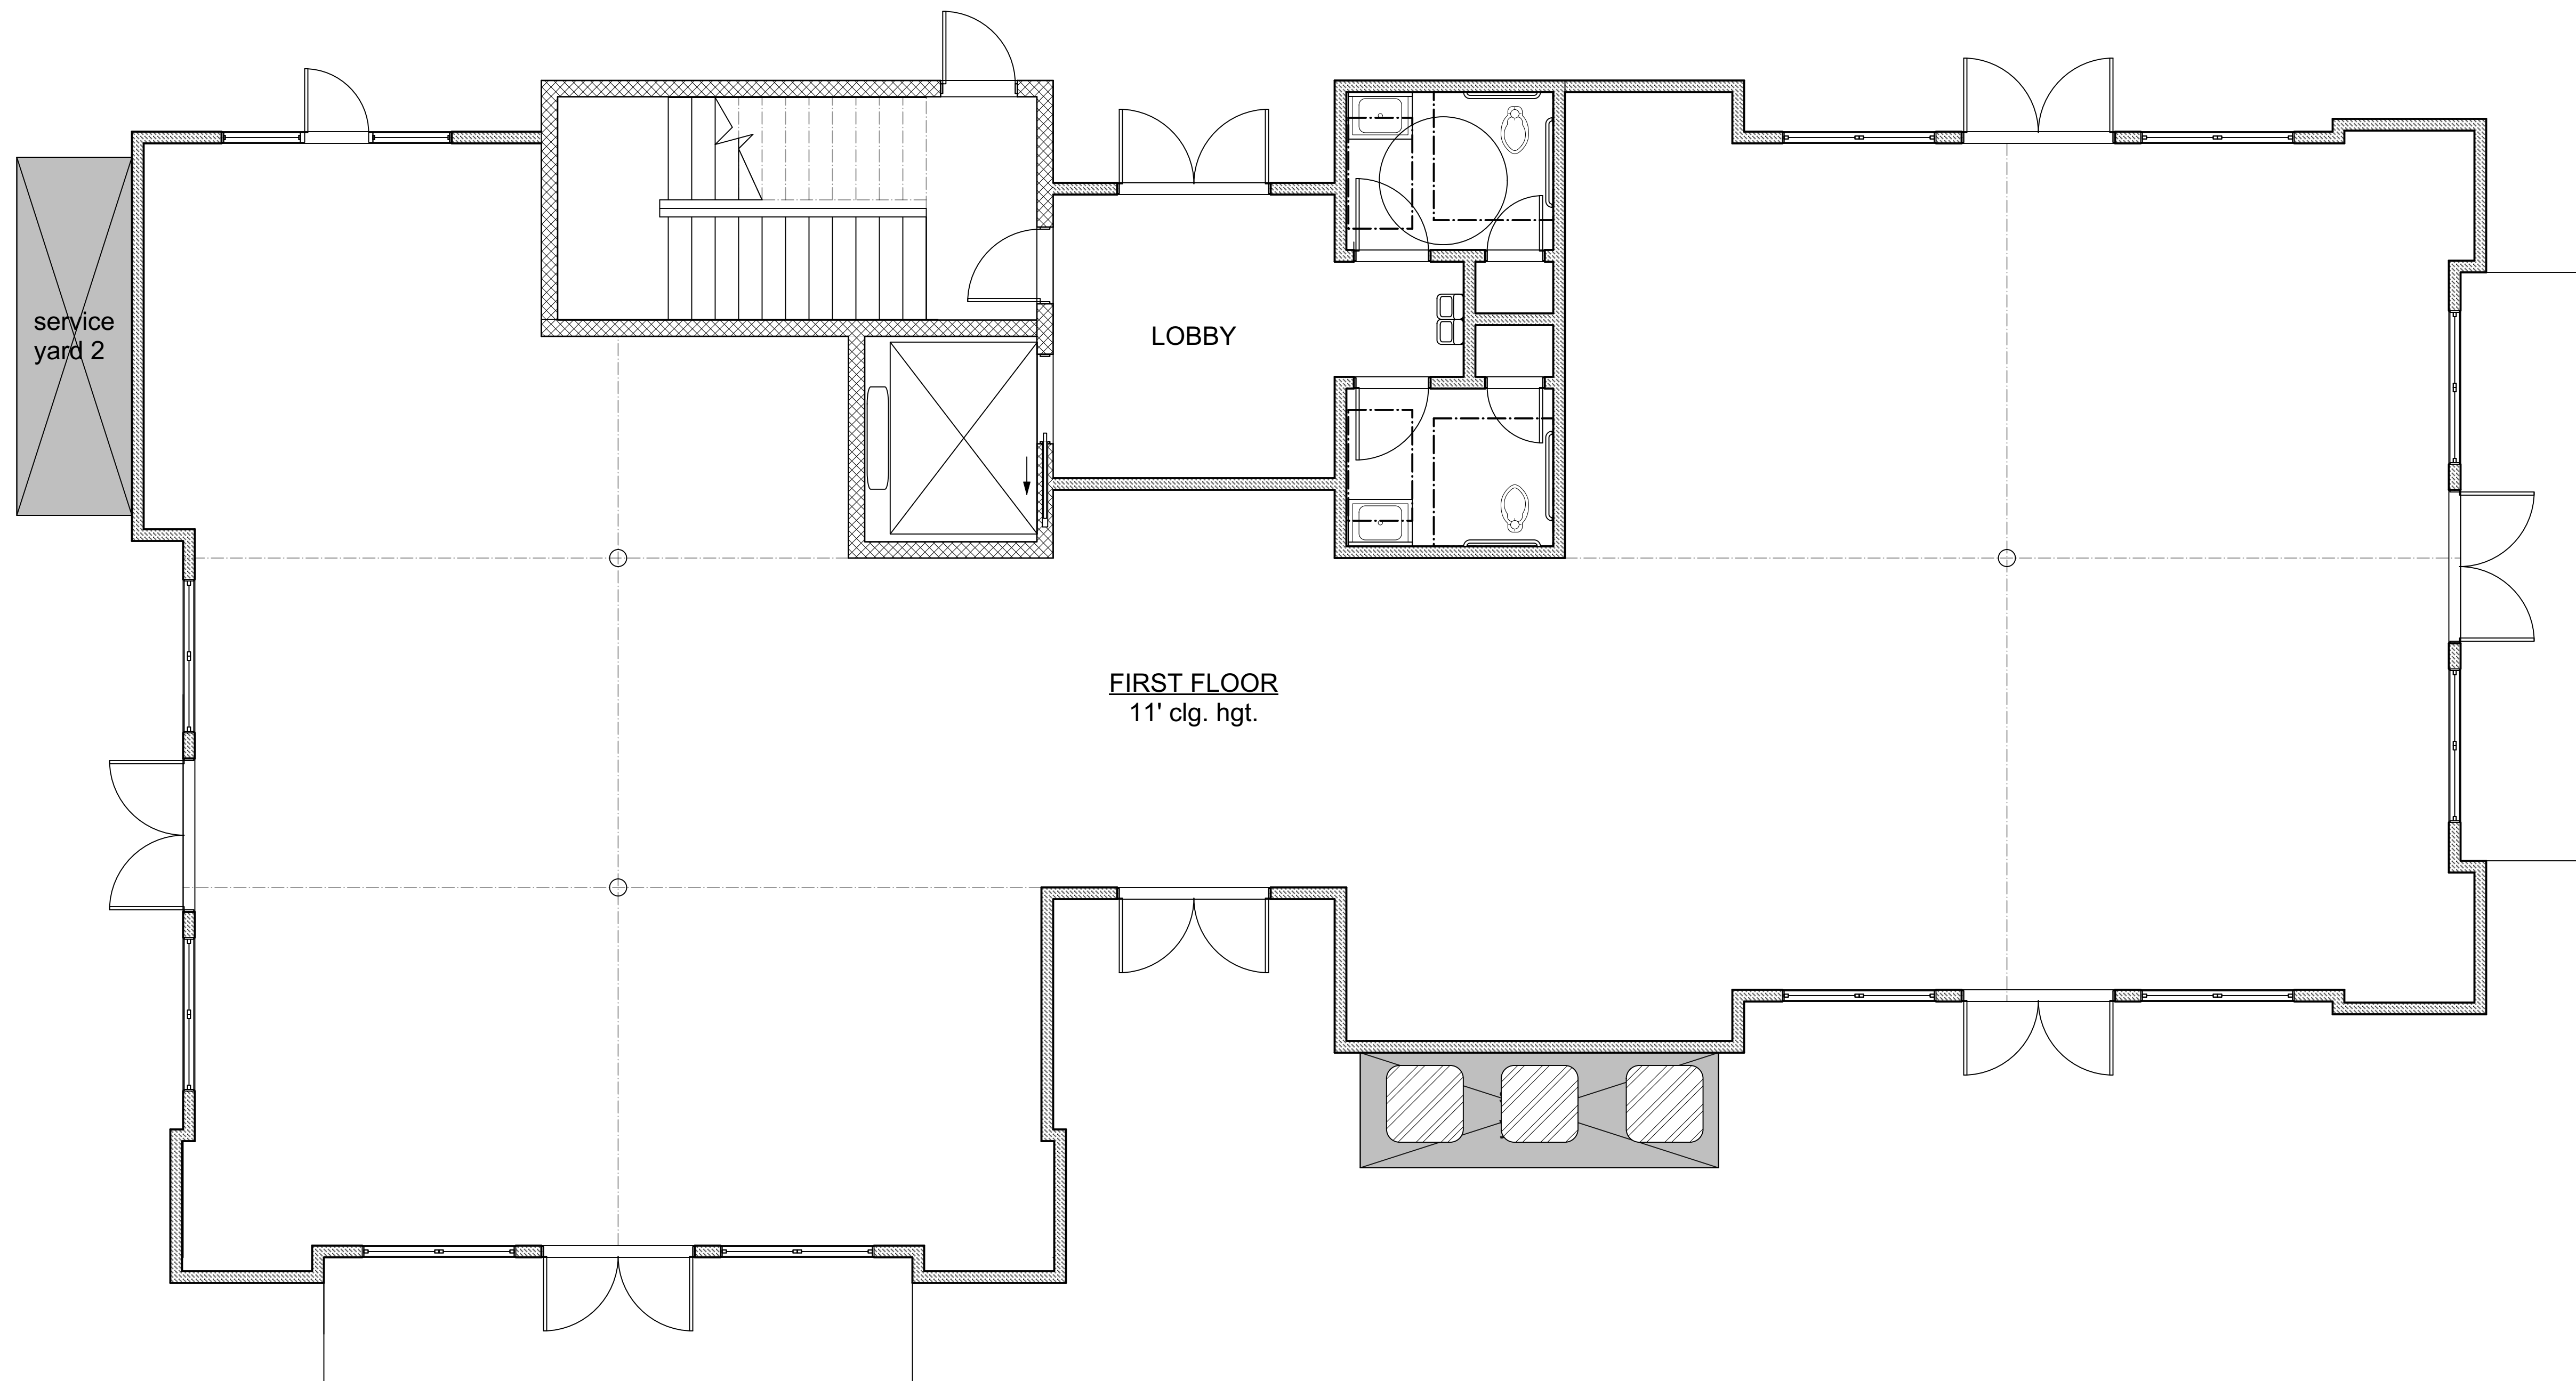 service
yard 2
LOBBY
FIRST FLOOR
11' clg. hgt.